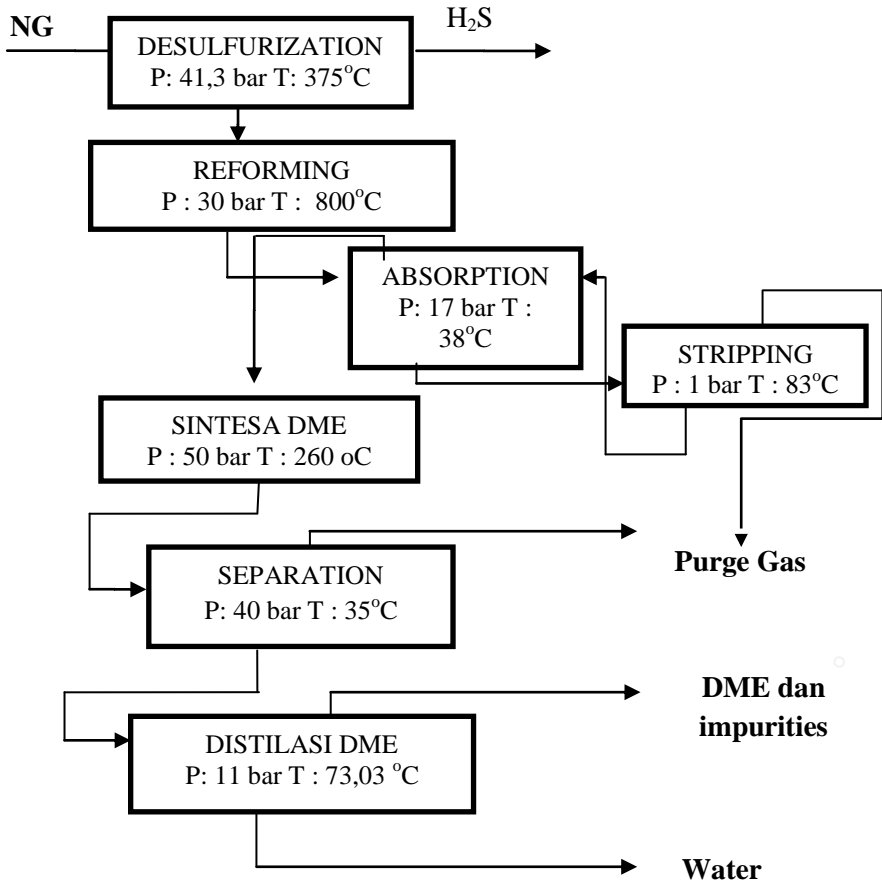 NG
DESULFURIZATION
P: 41,3 bar T: 375°C
H₂S
REFORMING
P : 30 bar T : 800°C
ABSORPTION
P: 17 bar T :
38°C
STRIPPING
P : 1 bar T : 83°C
SINTESA DME
P : 50 bar T : 260 oC
SEPARATION
P: 40 bar T : 35°C
Purge Gas
DME dan
impurities
DISTILASI DME
P: 11 bar T : 73,03 °C
Water